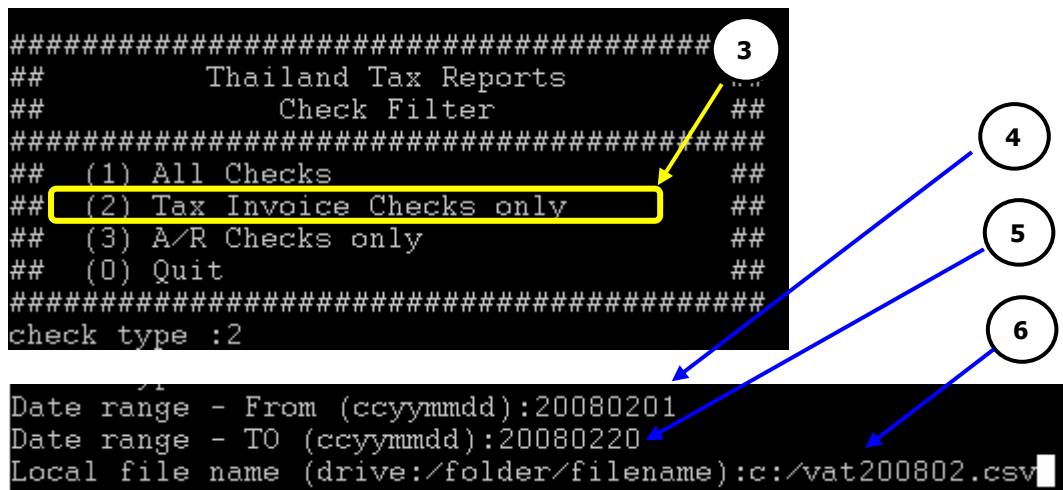 ########################################
## Thailand Tax Reports
## Check Filter ##
##########################################
## (1) All Checks ##
## (2) Tax Invoice Checks only ##
## (3) A/R Checks only ##
## (0) Quit ##
##########################################
check type :2
3
4
5
6
Date range - From (ccyymmdd):20080201
Date range - TO (ccyymmdd):20080220
Local file name (drive:/folder/filename):c:/vat200802.csv